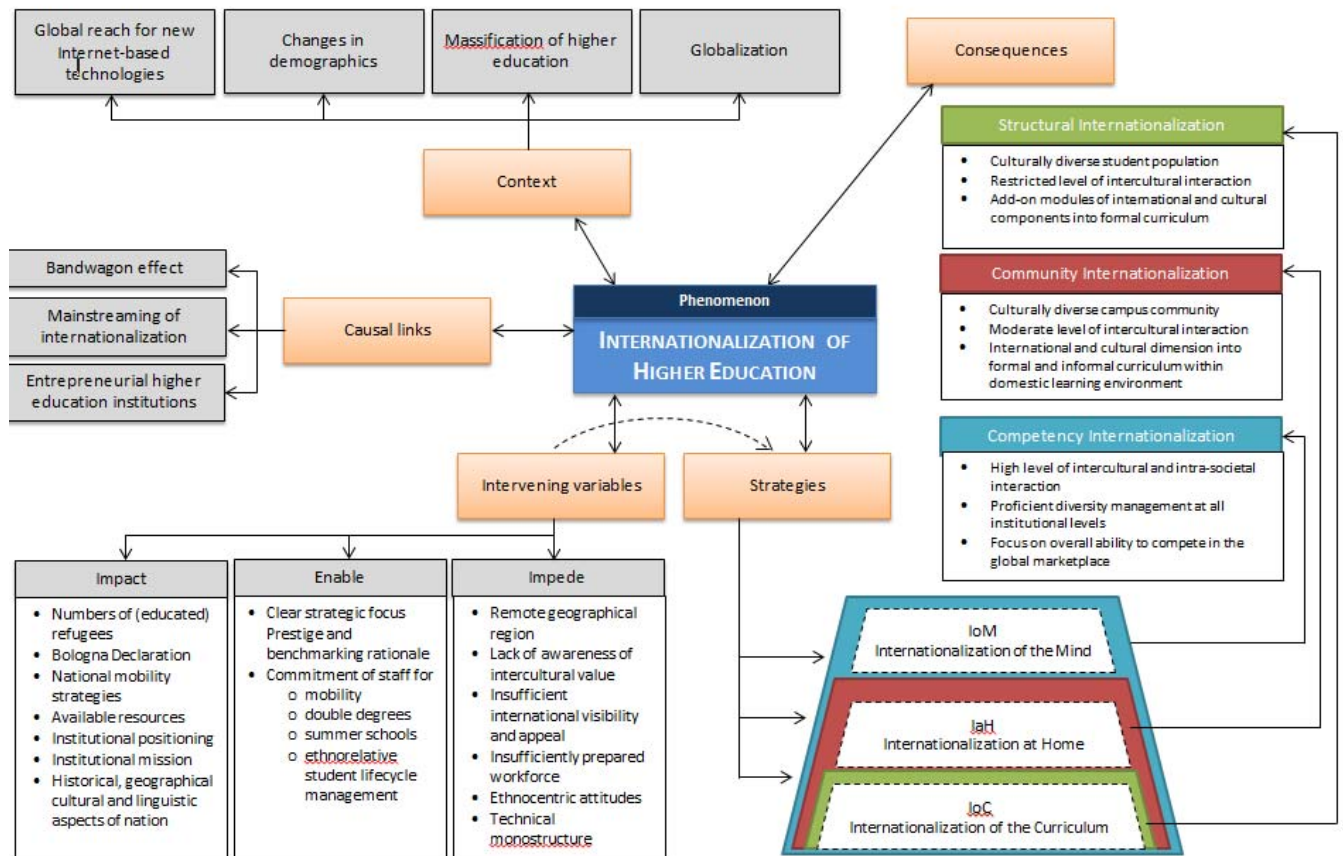 Global reach for new
Internet-based
technologies
Changes in
demographics
Massification of higher
education
Globalization
Consequences
Context
Structural Internationalization
• Culturally diverse student population
• Restricted level of intercultural interaction
• Add-on modules of international and cultural
components into formal curriculum
Bandwagon effect
Mainstreaming of
internationalization
Entrepreneurial higher
education institutions
Causal links
Phenomenon
INTERNATIONALIZATION OF
HIGHER EDUCATION
Community Internationalization
• Culturally diverse campus community
• Moderate level of intercultural interaction
• International and cultural dimension into
formal and informal curriculum within
domestic learning environment
Intervening variables
Strategies
Competency Internationalization
• High level of intercultural and intra-societal
interaction
• Proficient diversity management at all
institutional levels
• Focus on overall ability to compete in the
global marketplace
Impact
• Numbers of (educated)
refugees
• Bologna Declaration
• National mobility
strategies
• Available resources
• Institutional positioning
• Institutional mission
• Historical, geographical
cultural and linguistic
aspects of nation
Enable
• Clear strategic focus
Prestige and
benchmarking rationale
• Commitment of staff for
o mobility
o double degrees
o summer schools
o ethnorelative
student lifecycle
management
Impede
• Remote geographical
region
• Lack of awareness of
intercultural value
• Insufficient
international visibility
and appeal
• Insufficiently prepared
workforce
• Ethnocentric attitudes
• Technical
monostructure
IoM
Internationalization of the Mind
IaH
Internationalization at Home
IoC
Internationalization of the Curriculum